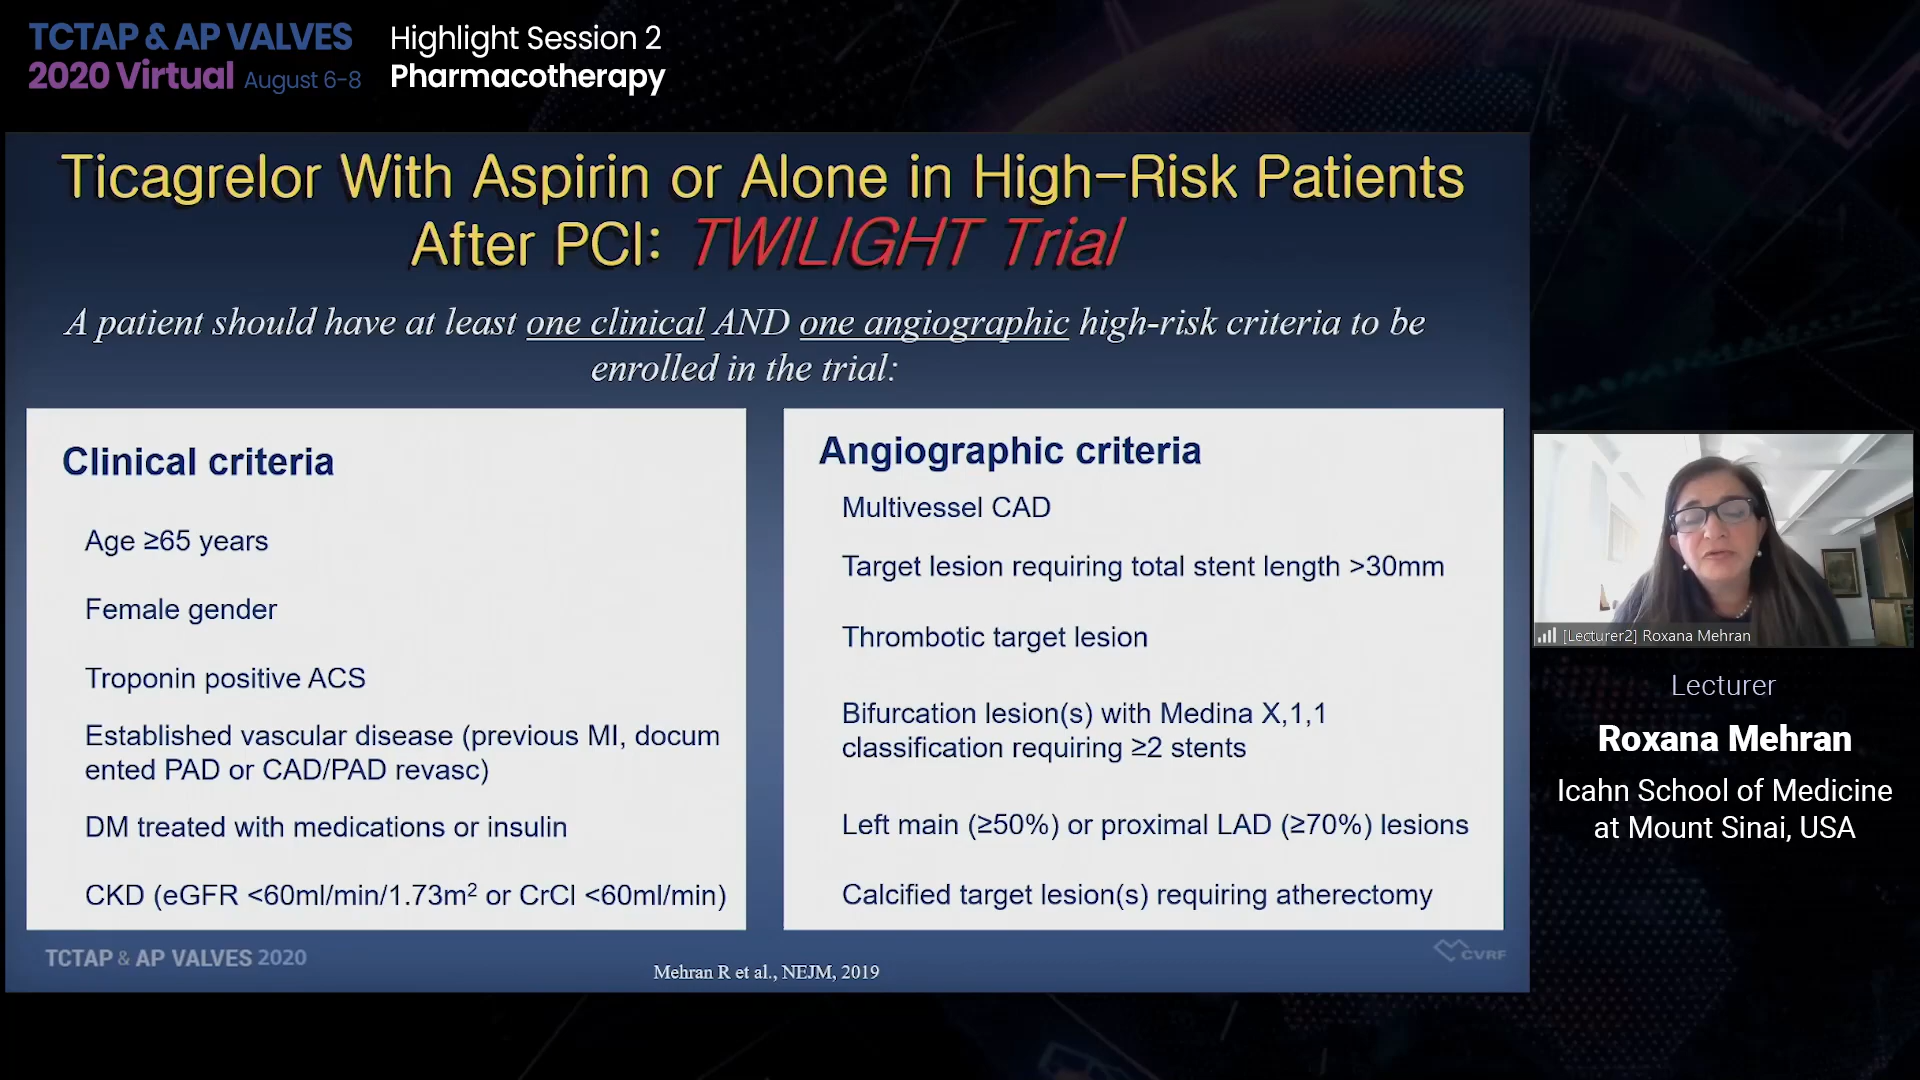 TCTAP & AP VALVES
2020 Virtual August 6-8
Highlight Session 2
Pharmacotherapy
Ticagrelor With Aspirin or Alone in High-Risk Patients
After PCI: TWILIGHT Trial
A patient should have at least one clinical AND one angiographic high-risk criteria to be
enrolled in the trial:
Clinical criteria
Age ≥65 years
Female gender
Troponin positive ACS
Established vascular disease (previous MI, docum
ented PAD or CAD/PAD revasc)
DM treated with medications or insulin
CKD (eGFR <60ml/min/1.73m² or CrCl <60ml/min)
Angiographic criteria
Multivessel CAD
Target lesion requiring total stent length >30mm
Thrombotic target lesion
Bifurcation lesion(s) with Medina X,1,1
classification requiring ≥2 stents
Left main (≥50%) or proximal LAD (≥70%) lesions
Calcified target lesion(s) requiring atherectomy
TCTAP & AP VALVES 2020
Mehran R et al., NEJM, 2019
CVRF
[Lecturer2] Roxana Mehran
Lecturer
Roxana Mehran
Icahn School of Medicine
at Mount Sinai, USA